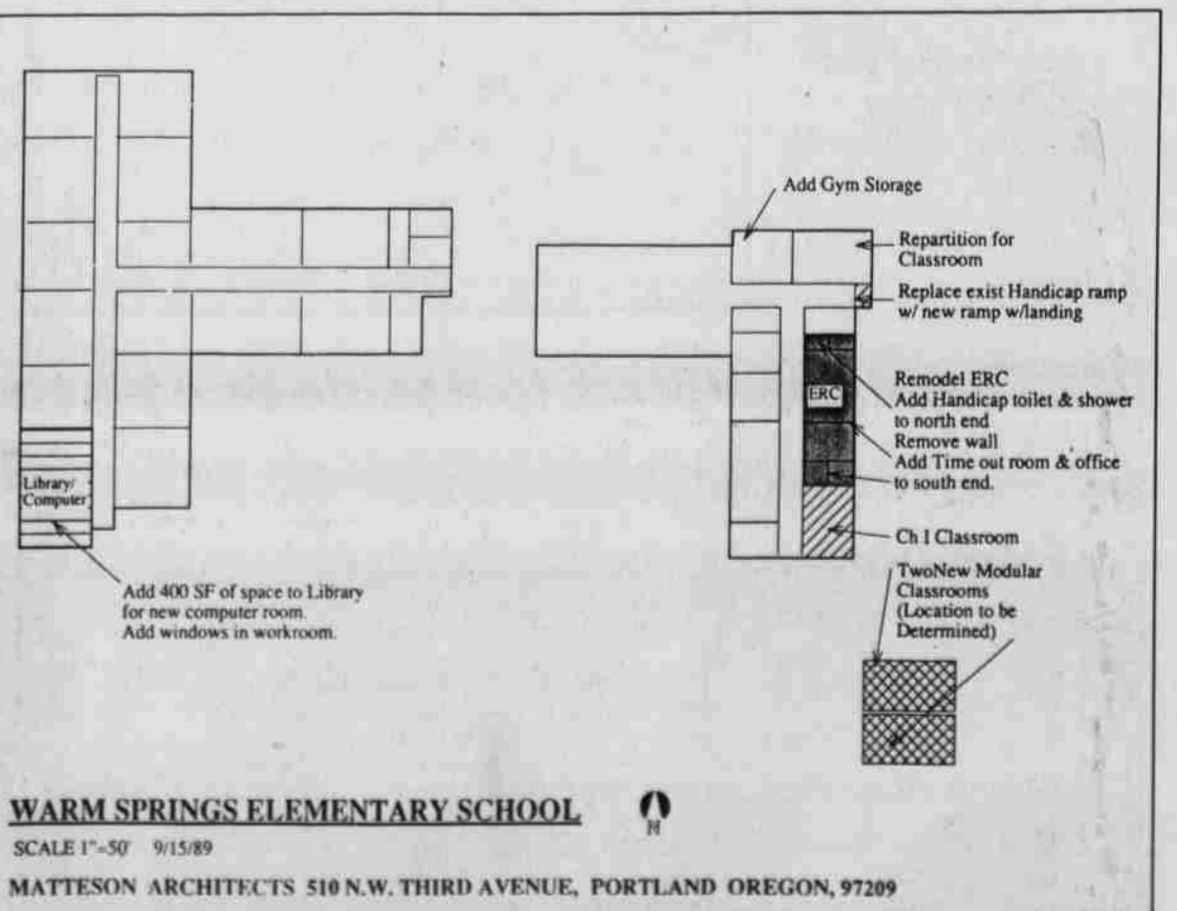 Add Gym Storage
Repartition for
Classroom
Replace exist Handicap ramp
w/ new ramp w/landing
Remodel ERC
Add Handicap toilet & shower
to north end
Remove wall
Add Time out room & office
to south end.
ERC
Ch I Classroom
TwoNew Modular
Classrooms
(Location to be
Determined)
Library/
Computer
Add 400 SF of space to Library
for new computer room.
Add windows in workroom.
WARM SPRINGS ELEMENTARY SCHOOL
N
SCALE 1"=50' 9/15/89
MATTESON ARCHITECTS 510 N.W. THIRD AVENUE, PORTLAND OREGON, 97209